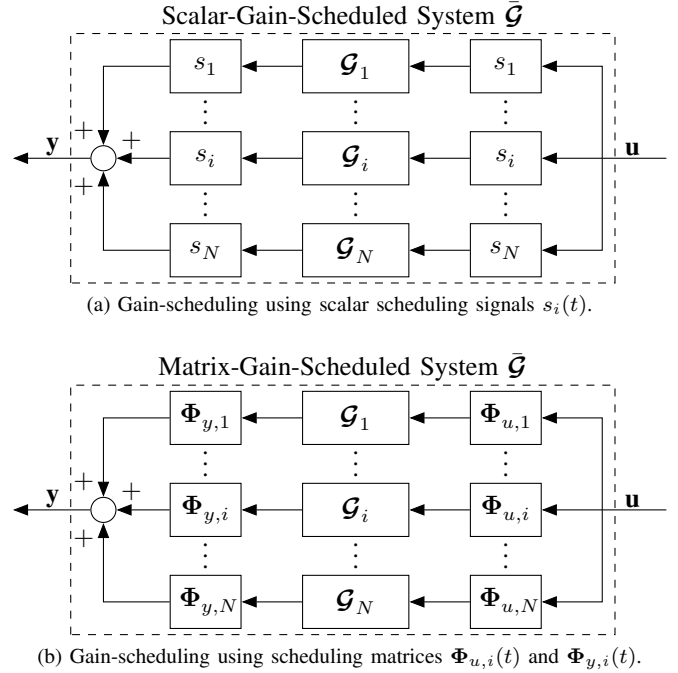 Scalar-Gain-Scheduled System 𝓖̄
s₁ 𝓖₁ s₁
⋮ ⋮ ⋮
y + + + sᵢ 𝓖ᵢ sᵢ u
⋮ ⋮ ⋮
s_N 𝓖_N s_N
(a) Gain-scheduling using scalar scheduling signals sᵢ(t).
Matrix-Gain-Scheduled System 𝓖̄
Φ_{y,1} 𝓖₁ Φ_{u,1}
⋮ ⋮ ⋮
y + + + Φ_{y,i} 𝓖ᵢ Φ_{u,i} u
⋮ ⋮ ⋮
Φ_{y,N} 𝓖_N Φ_{u,N}
(b) Gain-scheduling using scheduling matrices Φ_{u,i}(t) and Φ_{y,i}(t).